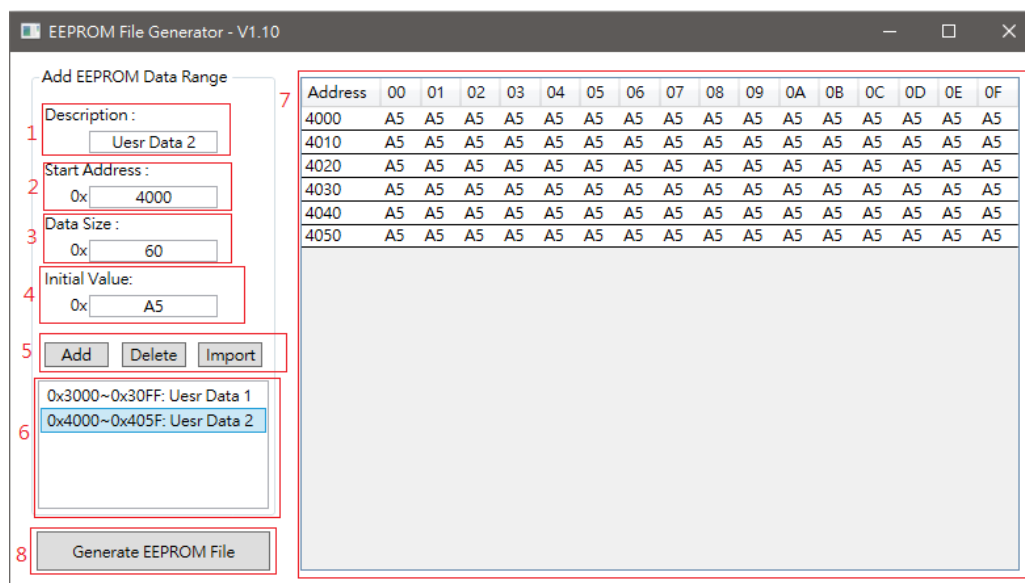 EEPROM File Generator - V1.10
Add EEPROM Data Range
1
Description :
Uesr Data 2
2
Start Address :
0x 4000
3
Data Size :
0x 60
4
Initial Value:
0x A5
5
Add Delete Import
6
0x3000~0x30FF: Uesr Data 1
0x4000~0x405F: Uesr Data 2
8
Generate EEPROM File
7
Address 00 01 02 03 04 05 06 07 08 09 0A 0B 0C 0D 0E 0F
4000 A5 A5 A5 A5 A5 A5 A5 A5 A5 A5 A5 A5 A5 A5 A5 A5
4010 A5 A5 A5 A5 A5 A5 A5 A5 A5 A5 A5 A5 A5 A5 A5 A5
4020 A5 A5 A5 A5 A5 A5 A5 A5 A5 A5 A5 A5 A5 A5 A5 A5
4030 A5 A5 A5 A5 A5 A5 A5 A5 A5 A5 A5 A5 A5 A5 A5 A5
4040 A5 A5 A5 A5 A5 A5 A5 A5 A5 A5 A5 A5 A5 A5 A5 A5
4050 A5 A5 A5 A5 A5 A5 A5 A5 A5 A5 A5 A5 A5 A5 A5 A5